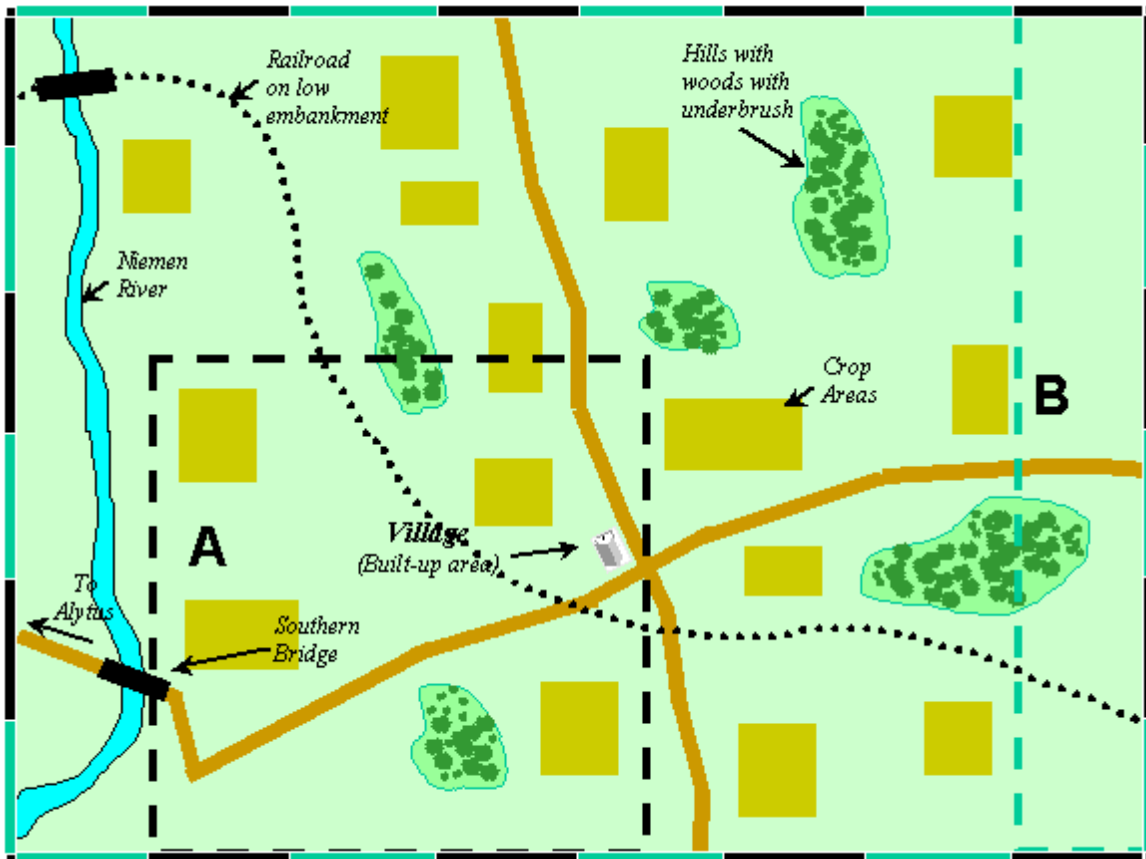 Railroad
on low
embankment
Hills with
woods with
underbrush
Niemen
River
Crop
Areas
B
A
Village
(Built-up area)
To
Alytus
Southern
Bridge